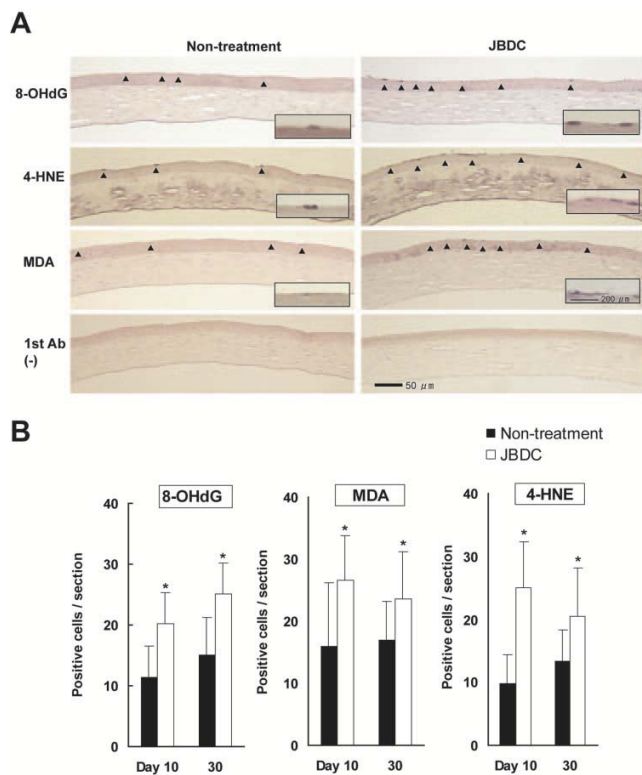 A
Non-treatment JBDC
8-OHdG
4-HNE
MDA
200 μm
1st Ab
(-)
50 μm
B
Non-treatment
JBDC
8-OHdG MDA 4-HNE
Positive cells / section
40
30
20
10
0
Day 10 30
Positive cells / section
40
30
20
10
0
Day 10 30
Positive cells / section
40
30
20
10
0
Day 10 30
* * * * * *